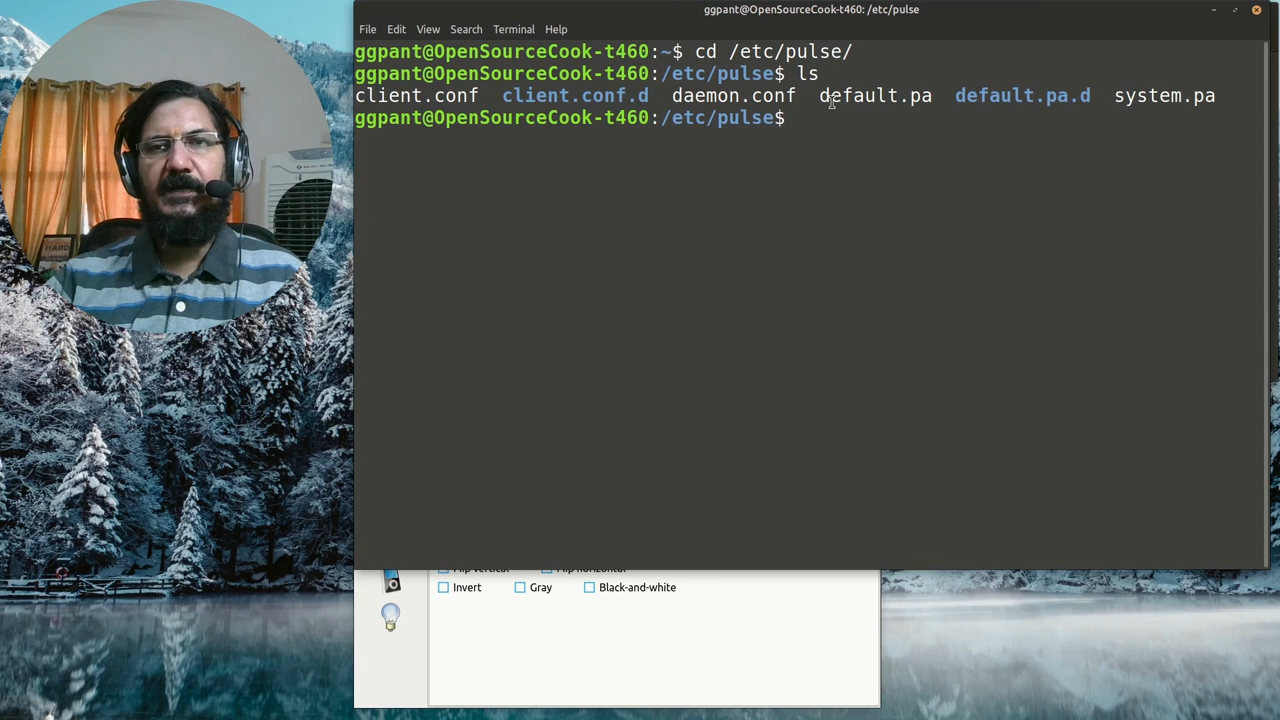 ggpant@OpenSourceCook-t460: /etc/pulse
File Edit View Search Terminal Help
ggpant@OpenSourceCook-t460:~$ cd /etc/pulse/
ggpant@OpenSourceCook-t460:/etc/pulse$ ls
client.conf client.conf.d daemon.conf default.pa default.pa.d system.pa
ggpant@OpenSourceCook-t460:/etc/pulse$
HARD
Invert Gray Black-and-white